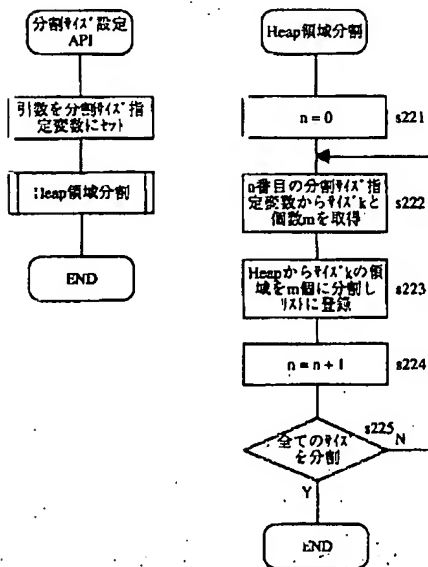 分割ｻｲｽﾞ設定
API
引数を分割ｻｲｽﾞ指
定変数にｾｯﾄ
Heap領域分割
END
Heap領域分割
n = 0
s221
n番目の分割ｻｲｽﾞ指
定変数からｻｲｽﾞkと
個数mを取得
s222
Heapからｻｲｽﾞkの領
域をm個に分割し
ﾘｽﾄに登録
s223
n = n + 1
s224
s225
全てのｻｲｽﾞ
を分割
N
Y
END